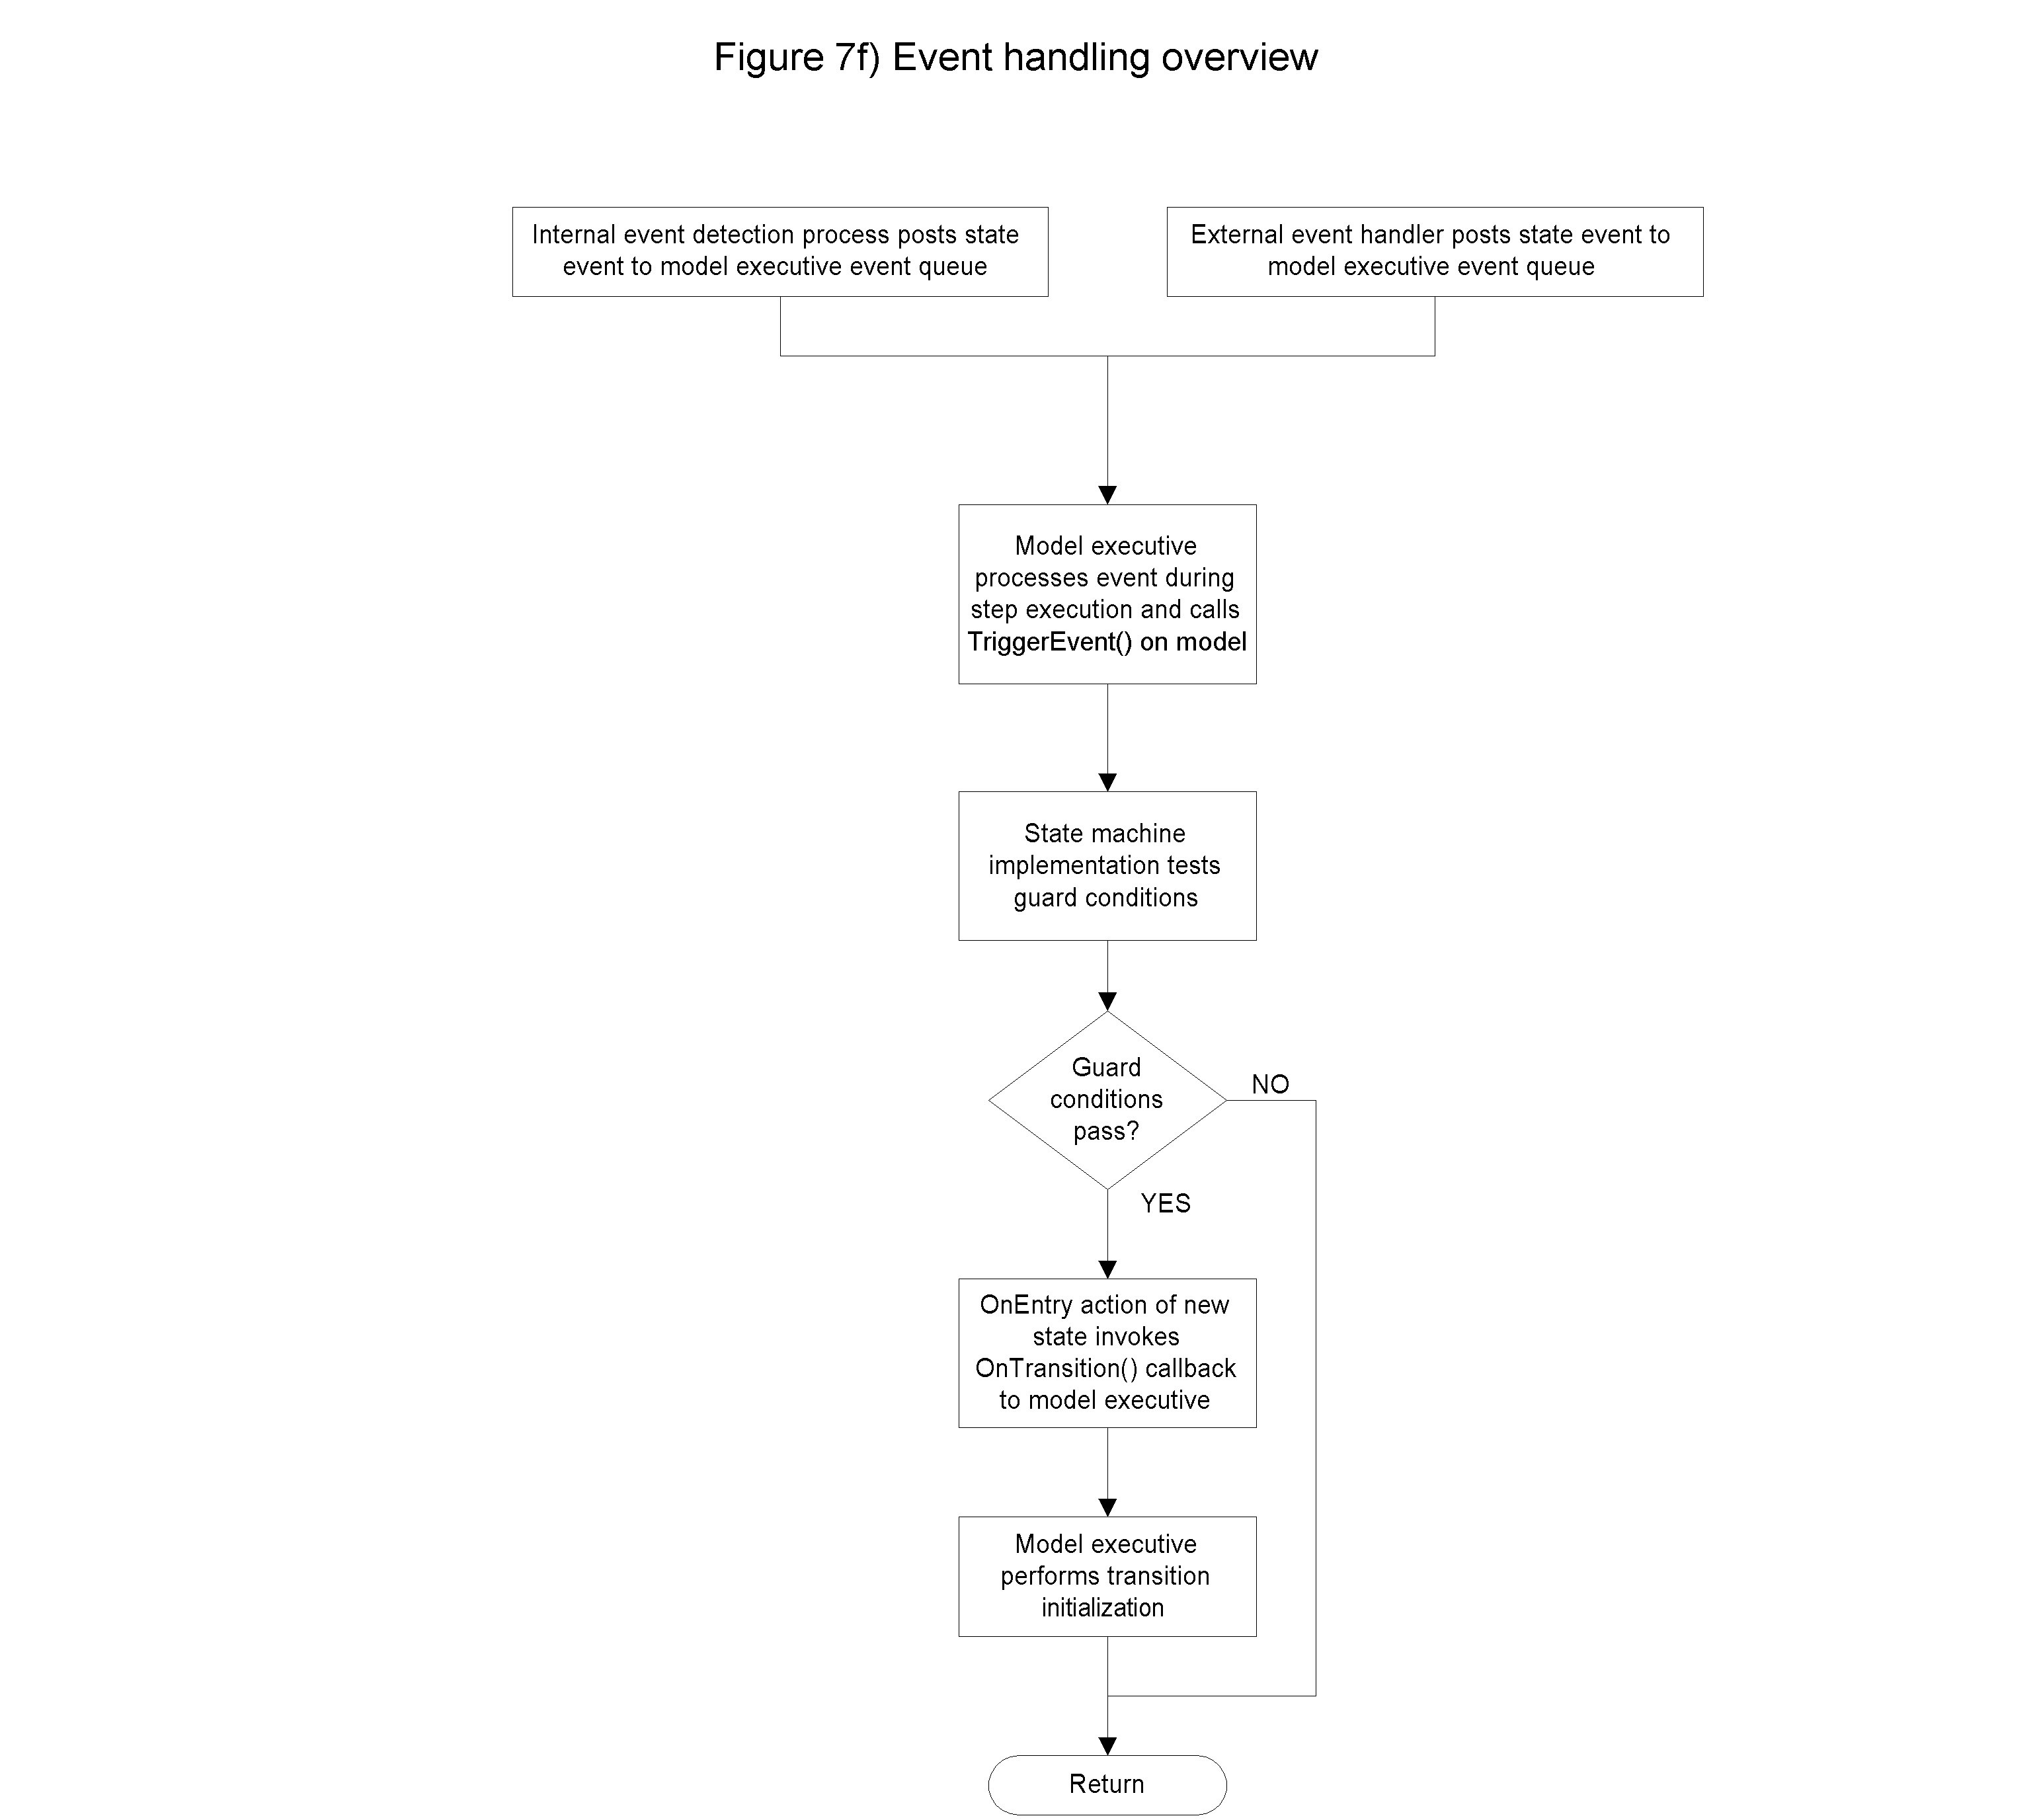 Figure 7f) Event handling overview
Internal event detection process posts state
event to model executive event queue
External event handler posts state event to
model executive event queue
Model executive
processes event during
step execution and calls
TriggerEvent() on model
State machine
implementation tests
guard conditions
Guard
conditions
pass?
NO
YES
OnEntry action of new
state invokes
OnTransition() callback
to model executive
Model executive
performs transition
initialization
Return